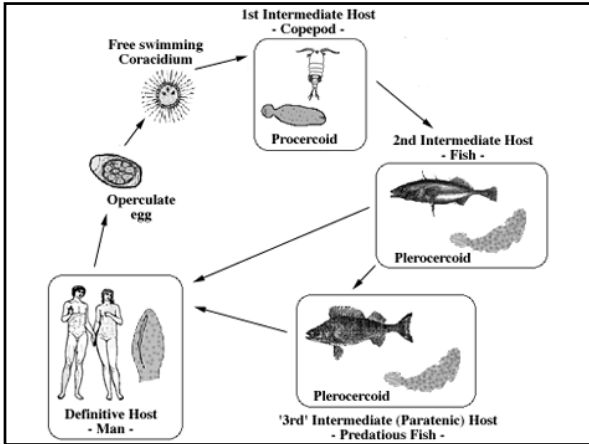 1st Intermediate Host
- Copepod -
Free swimming
Coracidium
Procercoid
2nd Intermediate Host
- Fish -
Plerocercoid
Operculate
egg
Plerocercoid
Definitive Host
- Man -
'3rd' Intermediate (Paratenic) Host
- Predatious Fish -